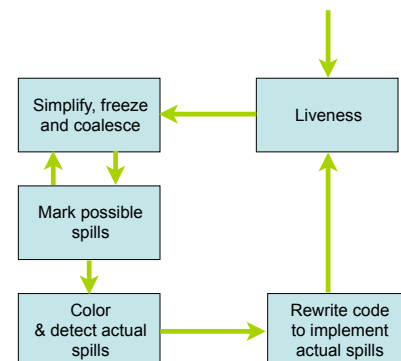 Simplify, freeze
and coalesce
Liveness
Mark possible
spills
Color
& detect actual
spills
Rewrite code
to implement
actual spills